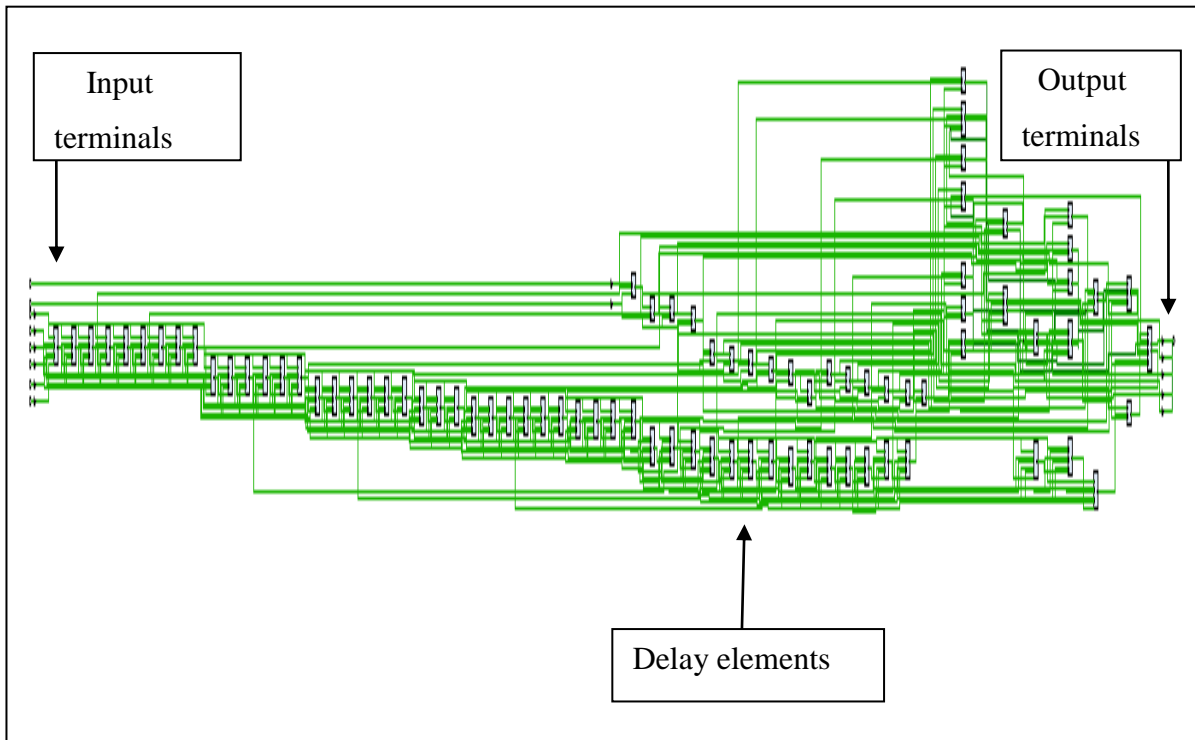 Input
terminals
Output
terminals
Delay elements